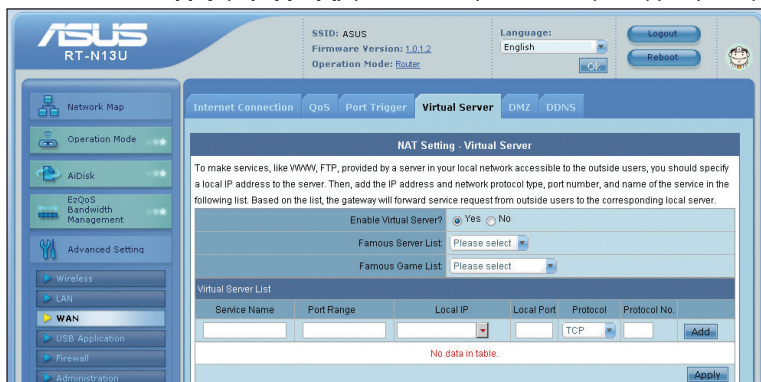 ASUS
RT-N13U
SSID: ASUS
Firmware Version: 1.0.1.2
Operation Mode: Router
Language:
English
Ok
Logout
Reboot
Network Map
Operation Mode
AiDisk
EzQoS
Bandwidth
Management
Advanced Setting
Wireless
LAN
WAN
USB Application
Firewall
Administration
Internet Connection
QoS
Port Trigger
Virtual Server
DMZ
DDNS
NAT Setting - Virtual Server
To make services, like WWW, FTP, provided by a server in your local network accessible to the outside users, you should specify
a local IP address to the server. Then, add the IP address and network protocol type, port number, and name of the service in the
following list. Based on the list, the gateway will forward service request from outside users to the corresponding local server.
Enable Virtual Server? Yes No
Famous Server List: Please select
Famous Game List: Please select
Virtual Server List
Service Name Port Range Local IP Local Port Protocol Protocol No.
TCP Add
No data in table.
Apply